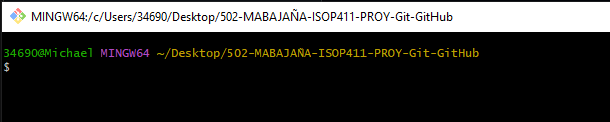 MINGW64:/c/Users/34690/Desktop/502-MABAJAÑA-ISOP411-PROY-Git-GitHub
34690@Michael MINGW64 ~/Desktop/502-MABAJAÑA-ISOP411-PROY-Git-GitHub
$